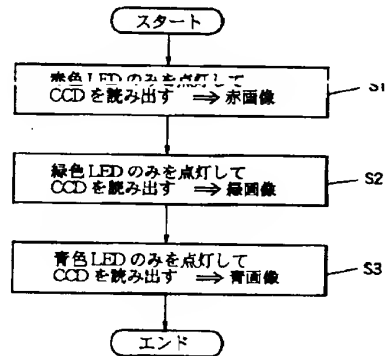 スタート
赤色LEDのみを点灯して
CCDを読み出す ⇒ 赤画像
S1
緑色LEDのみを点灯して
CCDを読み出す ⇒ 緑画像
S2
青色LEDのみを点灯して
CCDを読み出す ⇒ 青画像
S3
エンド